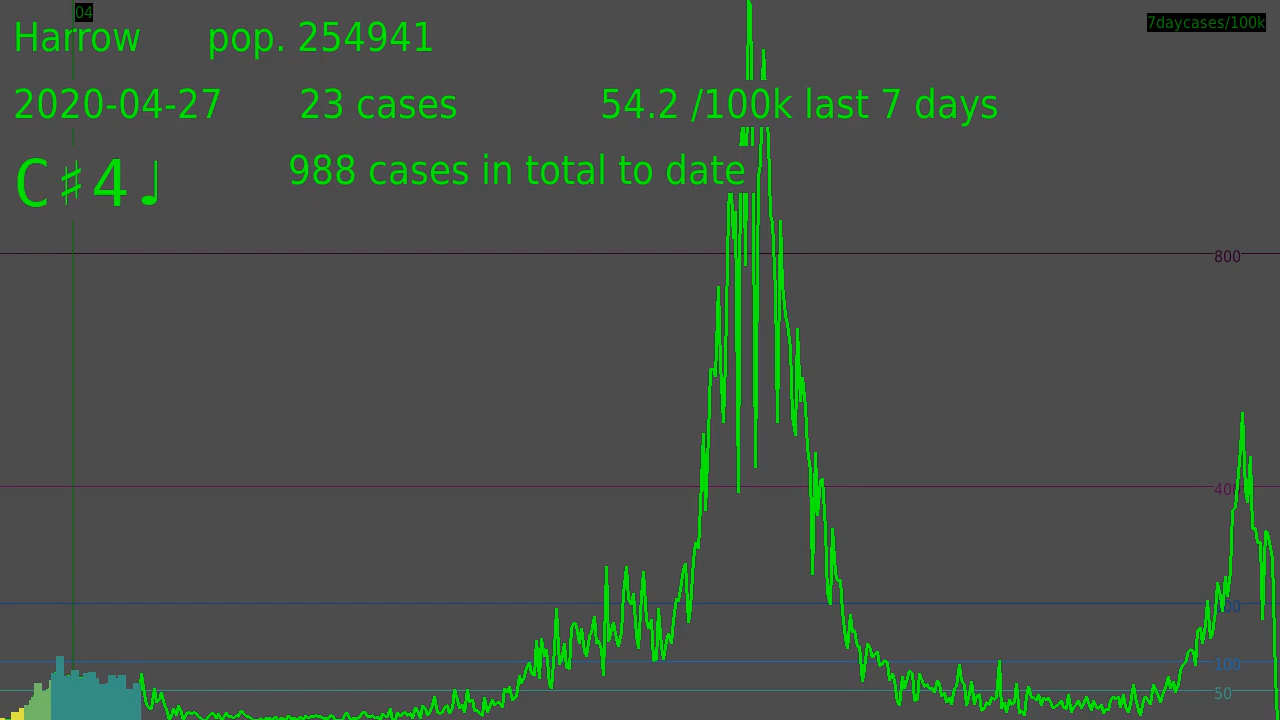 04
7daycases/100k
Harrow pop. 254941
2020-04-27 23 cases 54.2 /100k last 7 days
C♯4♩ 988 cases in total to date
800
400
200
100
50